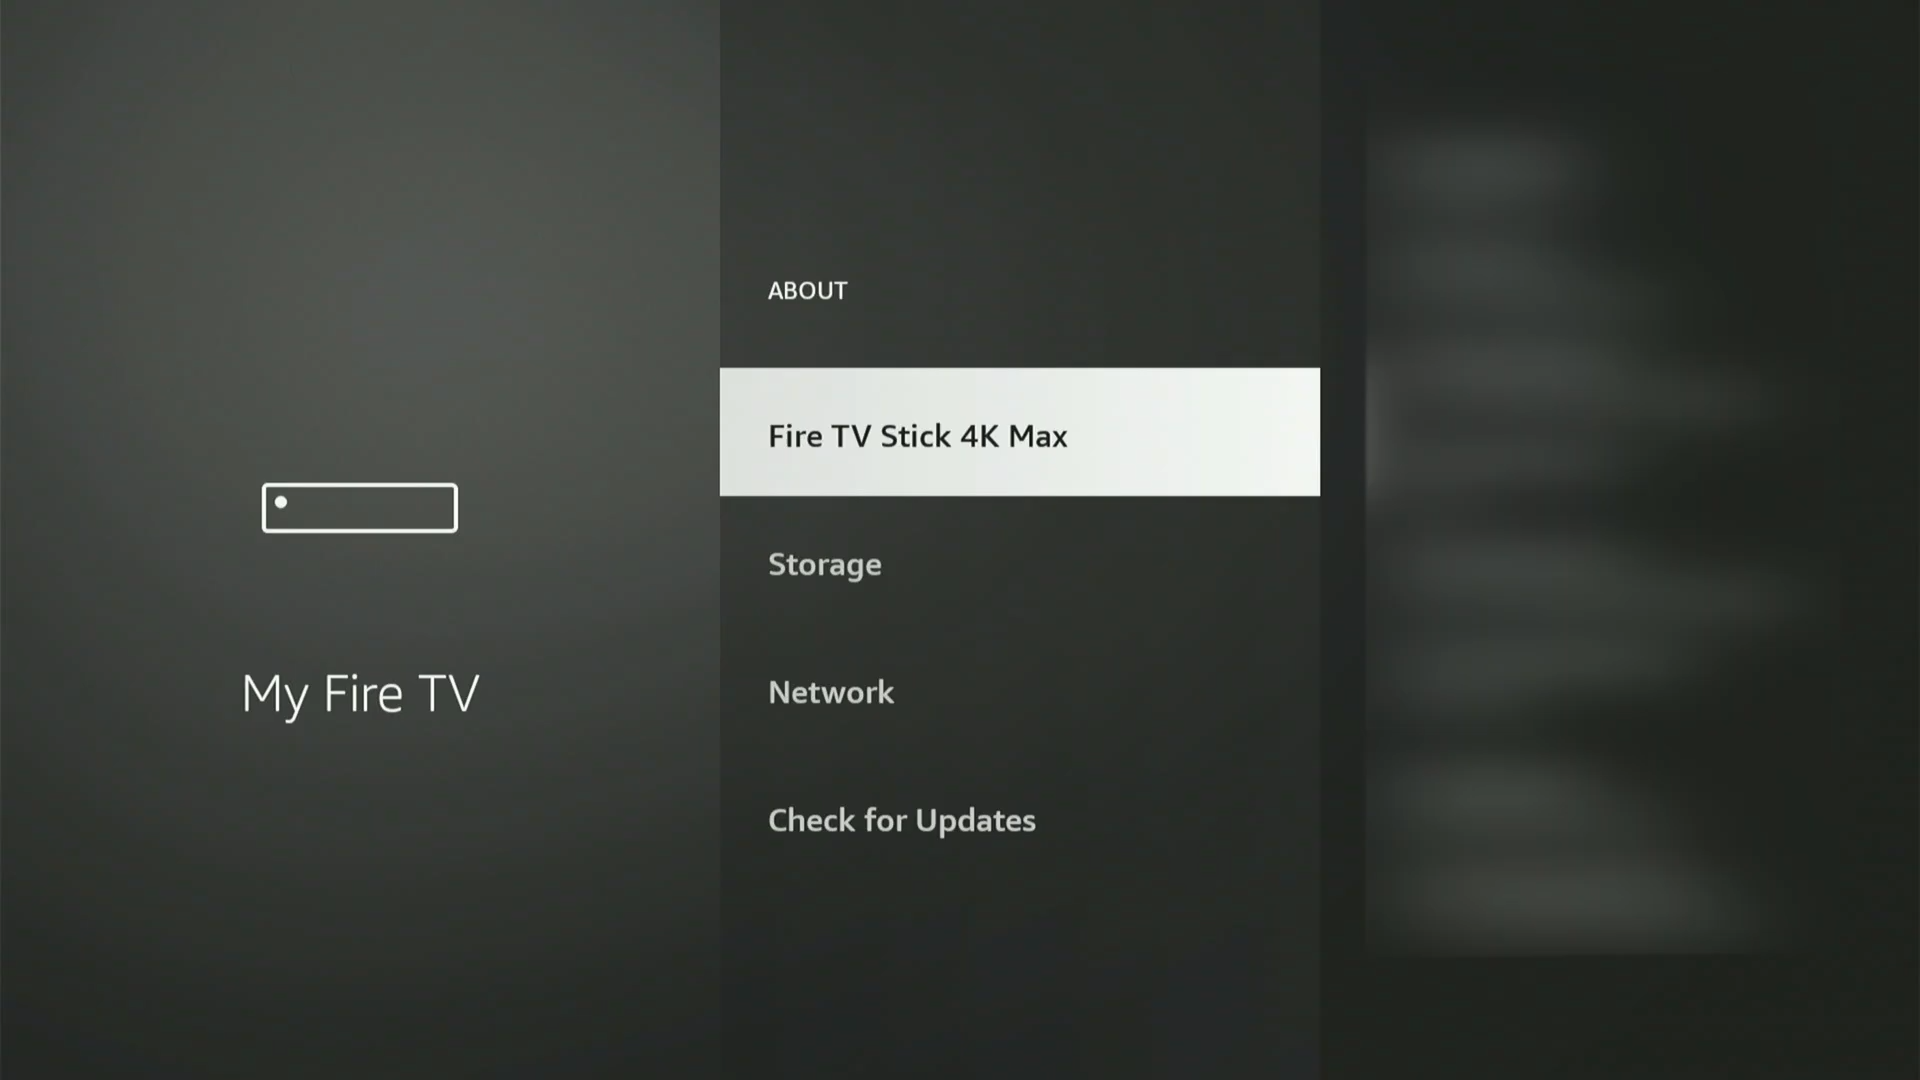 ABOUT
Fire TV Stick 4K Max
Storage
Network
Check for Updates
My Fire TV